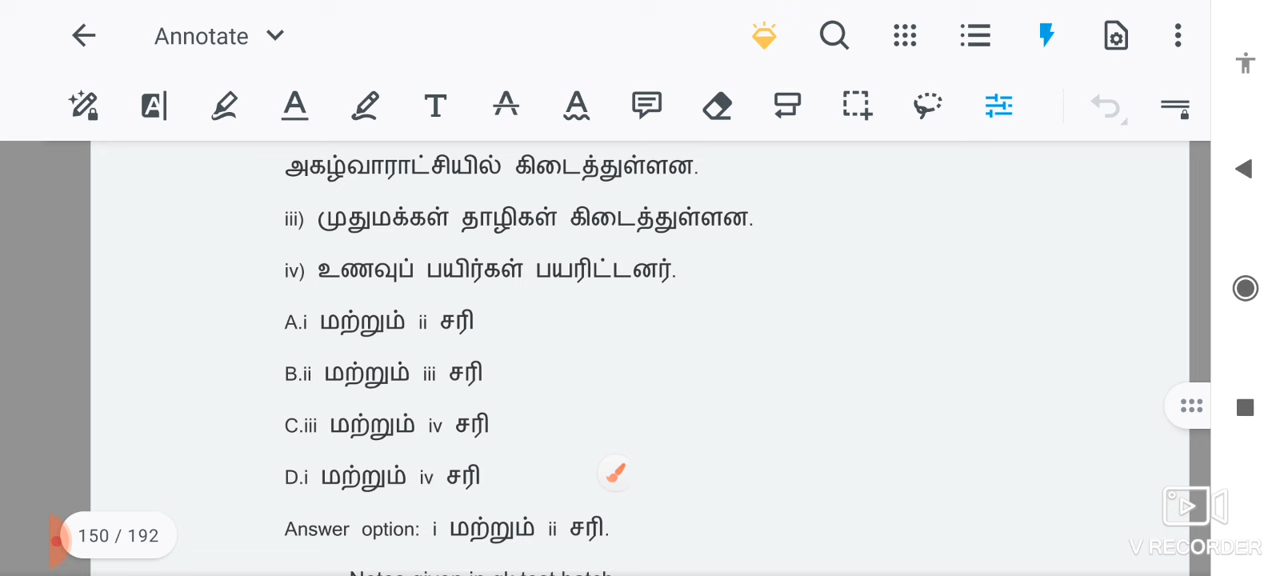 Annotate
அகழ்வாராட்சியில் கிடைத்துள்ளன.
iii) முதுமக்கள் தாழிகள் கிடைத்துள்ளன.
iv) உணவுப் பயிர்கள் பயரிட்டனர்.
A.i மற்றும் ii சரி
B.ii மற்றும் iii சரி
C.iii மற்றும் iv சரி
D.i மற்றும் iv சரி
Answer option: i மற்றும் ii சரி.
150 / 192
V RECORDER